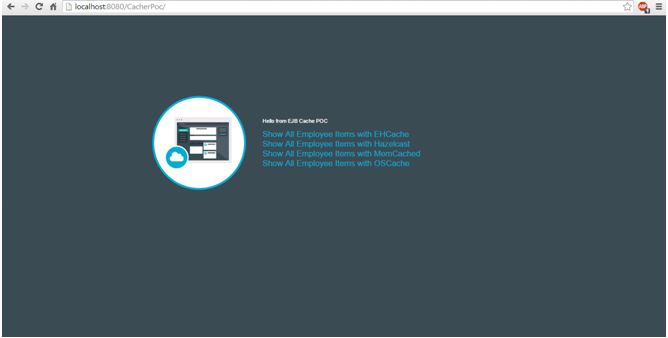 localhost:8080/CacherPoc/
ABP
Hello from EJB Cache POC
Show All Employee Items with EHCache
Show All Employee Items with Hazelcast
Show All Employee Items with MemCached
Show All Employee Items with OSCache